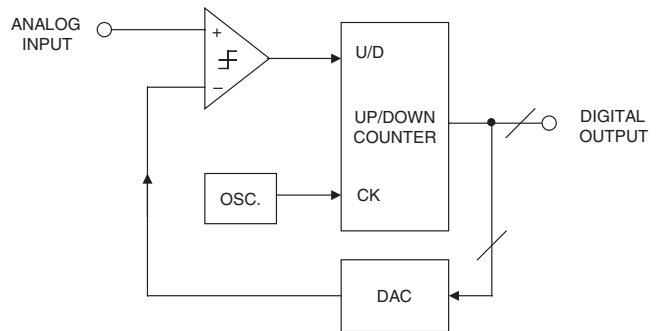 ANALOG
INPUT
+
−
U/D
UP/DOWN
COUNTER
CK
OSC.
DAC
DIGITAL
OUTPUT